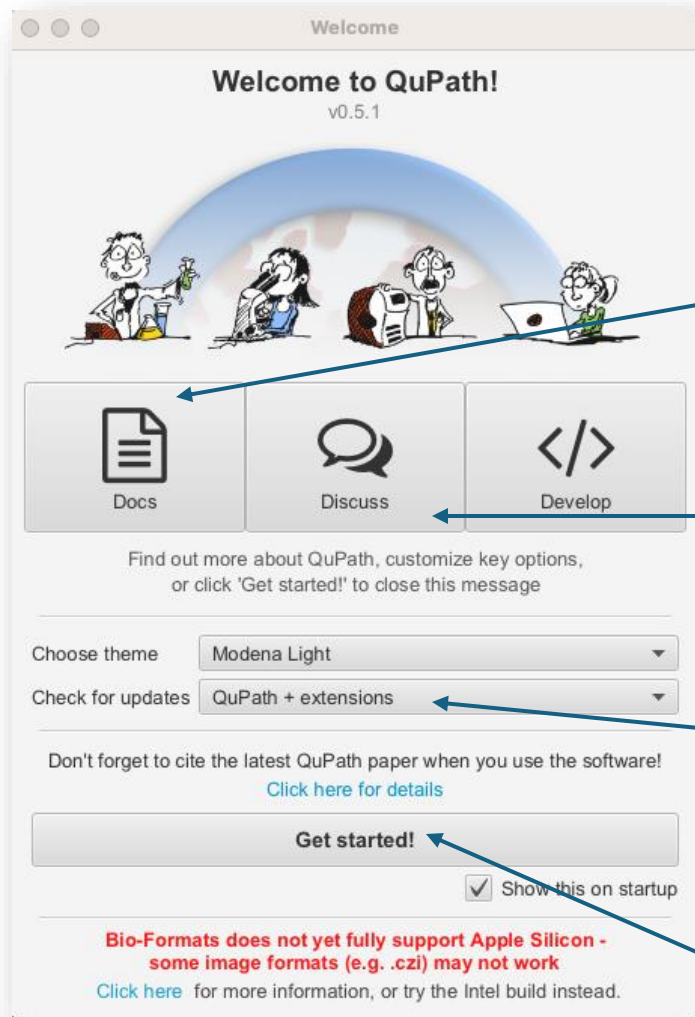 Welcome
Welcome to QuPath!
v0.5.1
Docs
Discuss
</>
Develop
Find out more about QuPath, customize key options,
or click 'Get started!' to close this message
Choose theme Modena Light
Check for updates QuPath + extensions
Don't forget to cite the latest QuPath paper when you use the software!
Click here for details
Get started!
Show this on startup
Bio-Formats does not yet fully support Apple Silicon -
some image formats (e.g. .czi) may not work
Click here for more information, or try the Intel build instead.